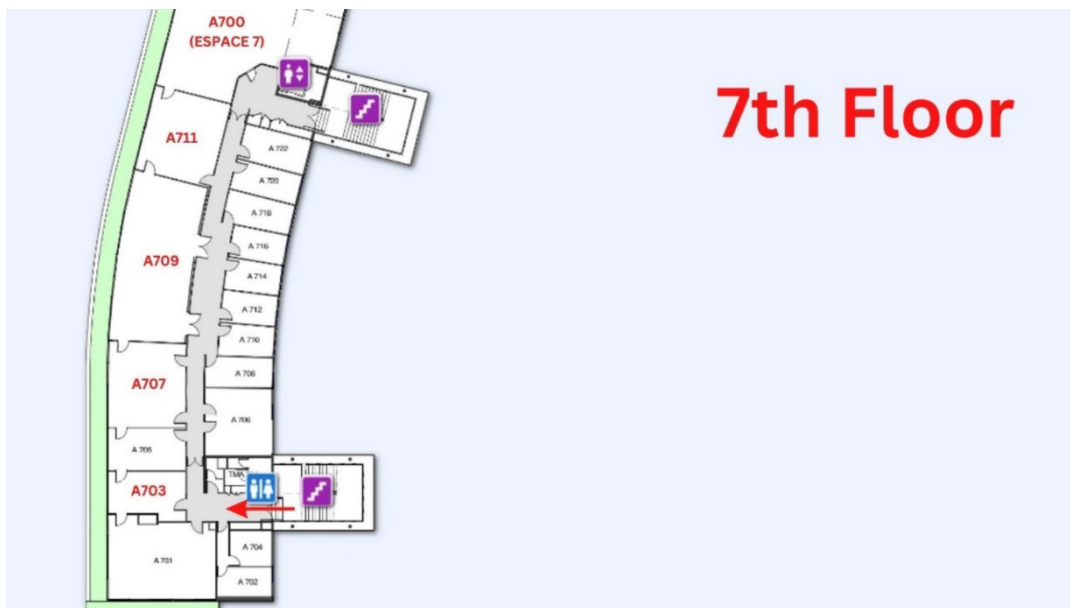 A700
(ESPACE 7)
7th Floor
A711
A 722
A 720
A 718
A709
A 716
A 714
A 712
A 710
A707
A 708
A 706
A 705
A703
TMA
A 701
A 704
A 702